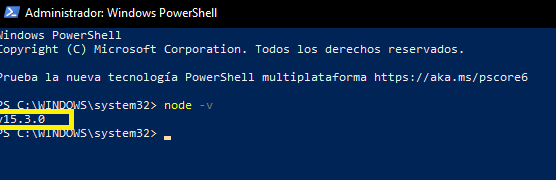 Administrador: Windows PowerShell
Windows PowerShell
Copyright (C) Microsoft Corporation. Todos los derechos reservados.
Prueba la nueva tecnología PowerShell multiplataforma https://aka.ms/pscore6
PS C:\WINDOWS\system32> node -v
v15.3.0
PS C:\WINDOWS\system32>